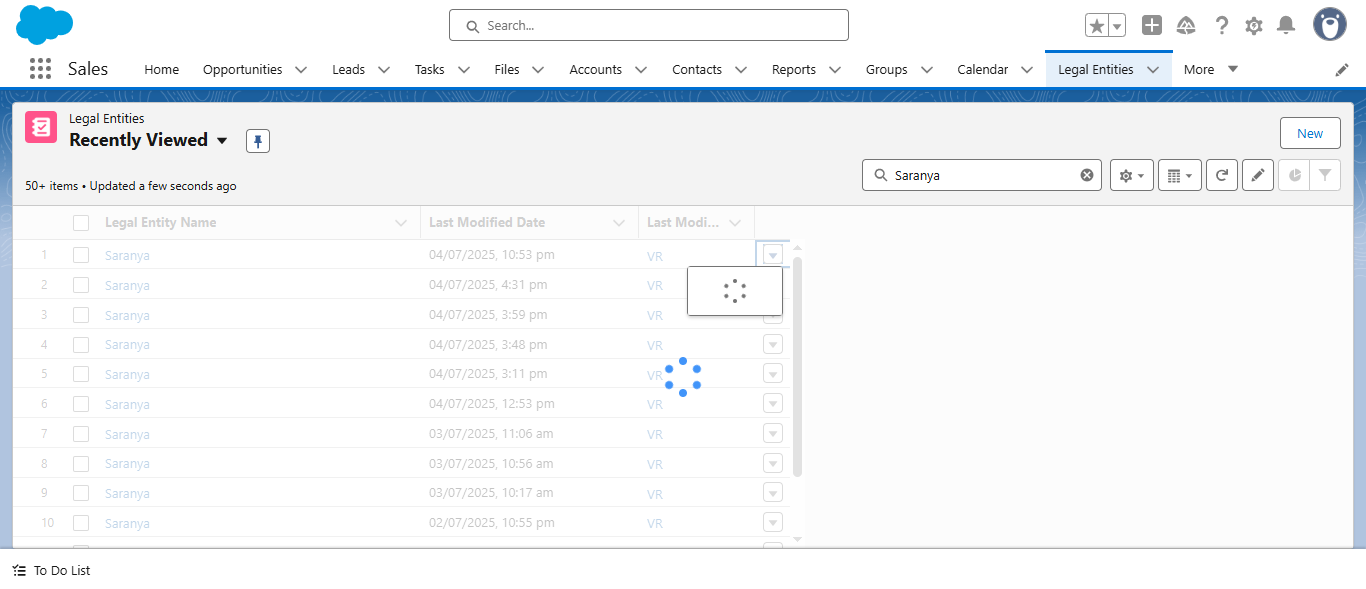 Search...
Sales
Home
Opportunities
Leads
Tasks
Files
Accounts
Contacts
Reports
Groups
Calendar
Legal Entities
More
Legal Entities
Recently Viewed
New
50+ items • Updated a few seconds ago
Saranya
Legal Entity Name
Last Modified Date
Last Modi...
1 Saranya 04/07/2025, 10:53 pm VR
2 Saranya 04/07/2025, 4:31 pm VR
3 Saranya 04/07/2025, 3:59 pm VR
4 Saranya 04/07/2025, 3:48 pm VR
5 Saranya 04/07/2025, 3:11 pm VR
6 Saranya 04/07/2025, 12:53 pm VR
7 Saranya 03/07/2025, 11:06 am VR
8 Saranya 03/07/2025, 10:56 am VR
9 Saranya 03/07/2025, 10:17 am VR
10 Saranya 02/07/2025, 10:55 pm VR
To Do List